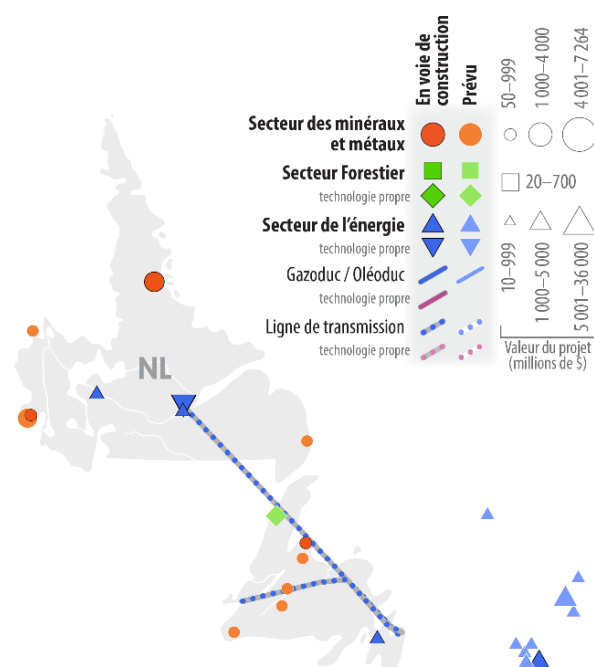 En voie de
construction
Prévu
50–999
1 000–4 000
4 001–7 264
Secteur des minéraux
et métaux
Secteur Forestier
technologie propre
20–700
Secteur de l'énergie
technologie propre
Gazoduc / Oléoduc
technologie propre
Ligne de transmission
technologie propre
10–999
1 000–5 000
5 001–36 000
Valeur du projet
(millions de $)
NL